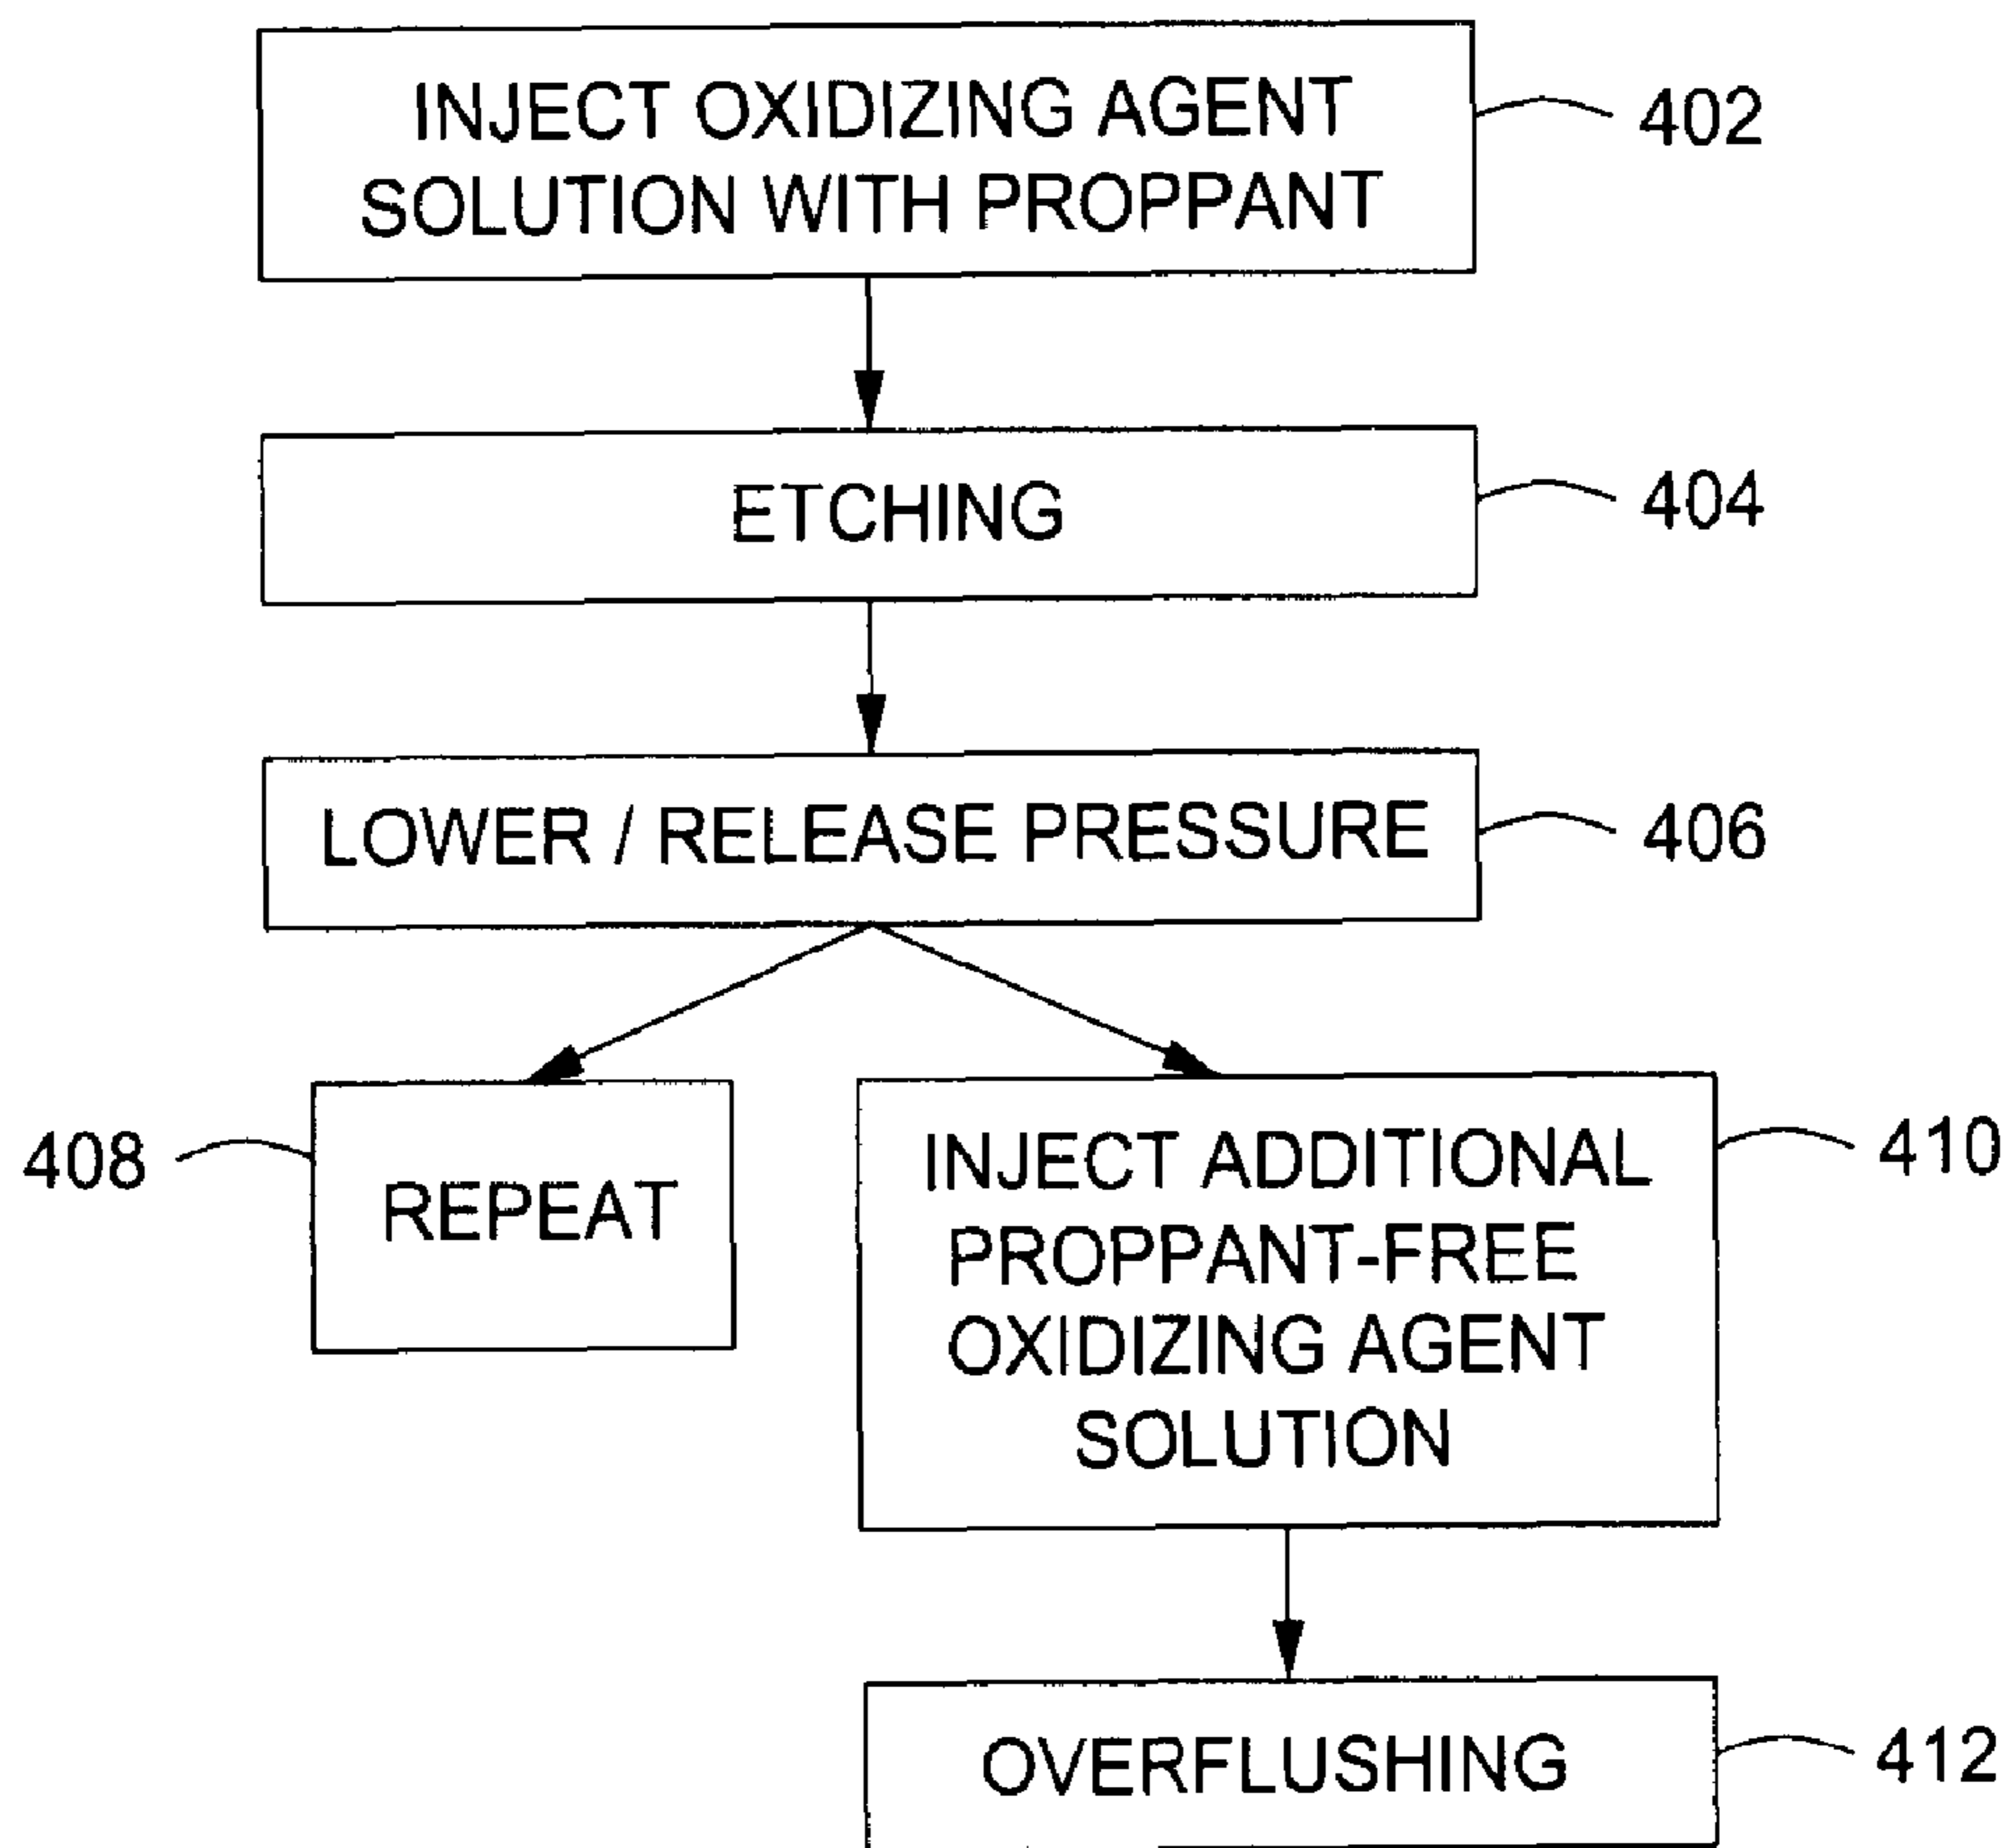 INJECT OXIDIZING AGENT
SOLUTION WITH PROPPANT
402
ETCHING
404
LOWER / RELEASE PRESSURE
406
408
REPEAT
INJECT ADDITIONAL
PROPPANT-FREE
OXIDIZING AGENT
SOLUTION
410
OVERFLUSHING
412